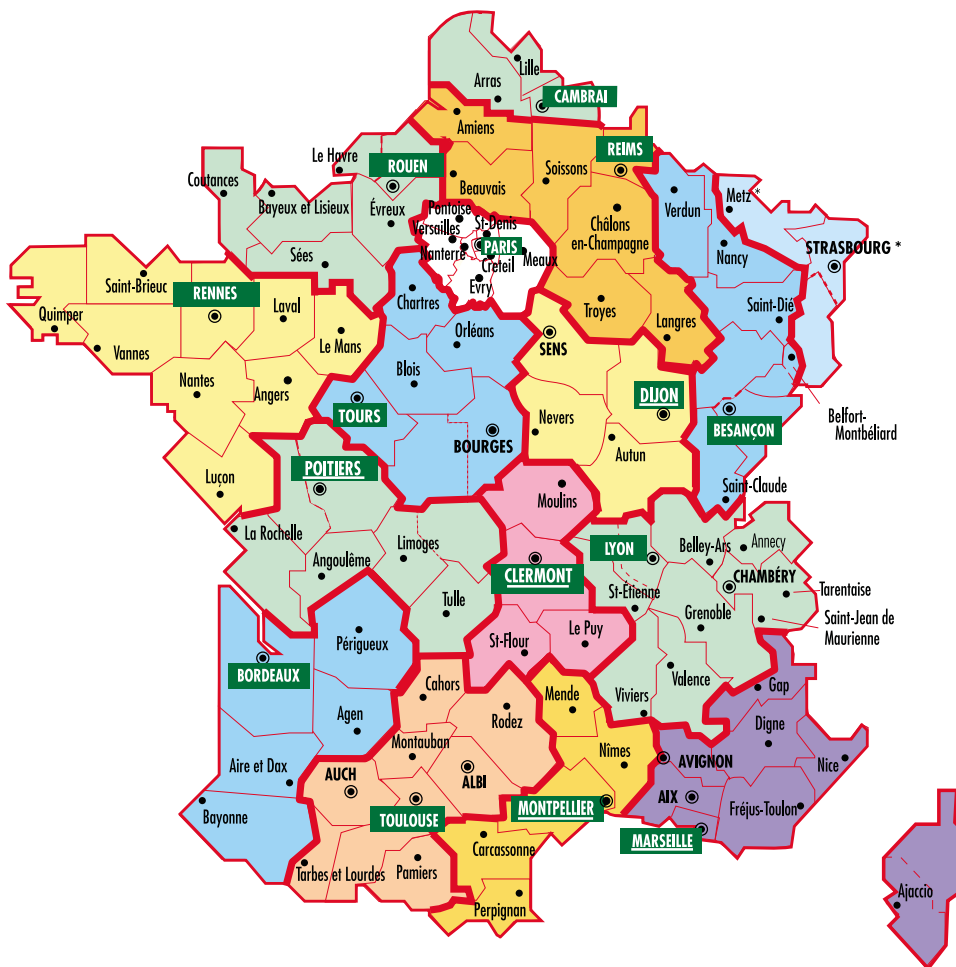 Lille
Arras
CAMBRAI
Amiens
Le Havre
ROUEN
Soissons
REIMS
Coutances
Beauvais
Verdun
Metz *
Bayeux et Lisieux
Évreux
Pontoise
St-Denis
Châlons
en-Champagne
Versailles
PARIS
Nanterre
Créteil
Meaux
Evry
Nancy
STRASBOURG *
Sées
Saint-Brieuc
RENNES
Laval
Chartres
Troyes
Saint-Dié
Quimper
Vannes
Le Mans
Orléans
SENS
Langres
Nantes
Angers
Blois
TOURS
DIJON
Belfort-
Montbéliard
BESANÇON
Nevers
BOURGES
Autun
Luçon
POITIERS
Moulins
Saint-Claude
La Rochelle
Angoulême
Limoges
LYON
Belley-Ars
Annecy
CLERMONT
CHAMBÉRY
Tarentaise
Tulle
St-Étienne
Grenoble
Saint-Jean de
Maurienne
Périgueux
St-Flour
Le Puy
BORDEAUX
Valence
Cahors
Mende
Viviers
Gap
Agen
Rodez
Digne
Montauban
Nîmes
Aire et Dax
AUCH
ALBI
AVIGNON
Nice
Bayonne
TOULOUSE
MONTPELLIER
AIX
Fréjus-Toulon
MARSEILLE
Carcassonne
Tarbes et Lourdes
Pamiers
Perpignan
Ajaccio